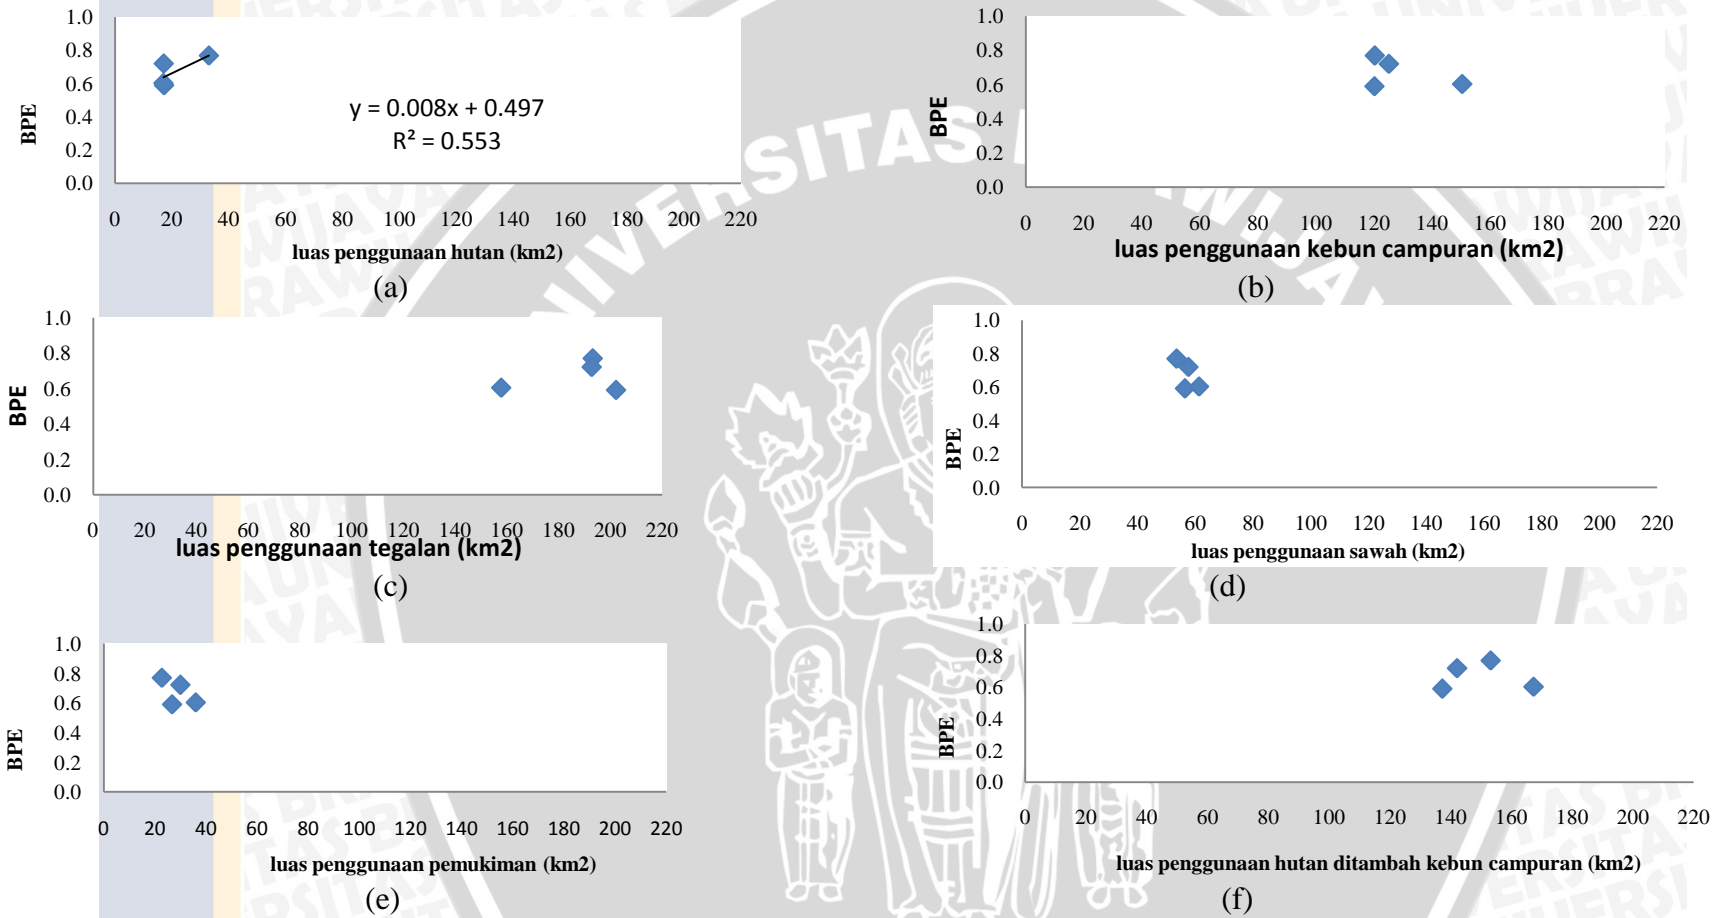 1.0
0.8
0.6
0.4
0.2
0.0
BPE
y = 0.008x + 0.497
R² = 0.553
0 20 40 60 80 100 120 140 160 180 200 220
luas penggunaan hutan (km2)
(a)
1.0
0.8
0.6
0.4
0.2
0.0
BPE
0 20 40 60 80 100 120 140 160 180 200 220
luas penggunaan kebun campuran (km2)
(b)
1.0
0.8
0.6
0.4
0.2
0.0
BPE
0 20 40 60 80 100 120 140 160 180 200 220
luas penggunaan tegalan (km2)
(c)
1.0
0.8
0.6
0.4
0.2
0.0
BPE
0 20 40 60 80 100 120 140 160 180 200 220
luas penggunaan sawah (km2)
(d)
1.0
0.8
0.6
0.4
0.2
0.0
BPE
0 20 40 60 80 100 120 140 160 180 200 220
luas penggunaan pemukiman (km2)
(e)
1.0
0.8
0.6
0.4
0.2
0.0
BPE
0 20 40 60 80 100 120 140 160 180 200 220
luas penggunaan hutan ditambah kebun campuran (km2)
(f)